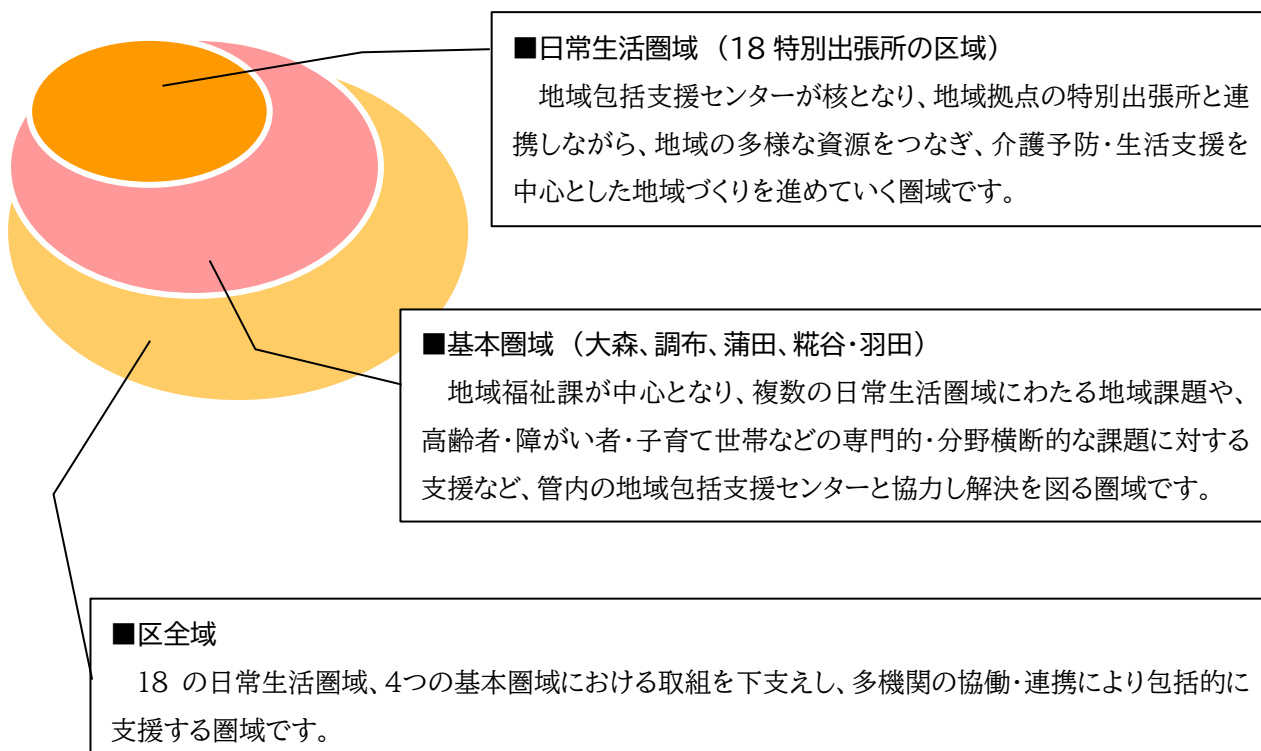 ■日常生活圏域（18特別出張所の区域）
地域包括支援センターが核となり、地域拠点の特別出張所と連
携しながら、地域の多様な資源をつなぎ、介護予防・生活支援を
中心とした地域づくりを進めていく圏域です。
■基本圏域（大森、調布、蒲田、糀谷・羽田）
地域福祉課が中心となり、複数の日常生活圏域にわたる地域課題や、
高齢者・障がい者・子育て世帯などの専門的・分野横断的な課題に対する
支援など、管内の地域包括支援センターと協力し解決を図る圏域です。
■区全域
18 の日常生活圏域、4つの基本圏域における取組を下支えし、多機関の協働・連携により包括的に
支援する圏域です。